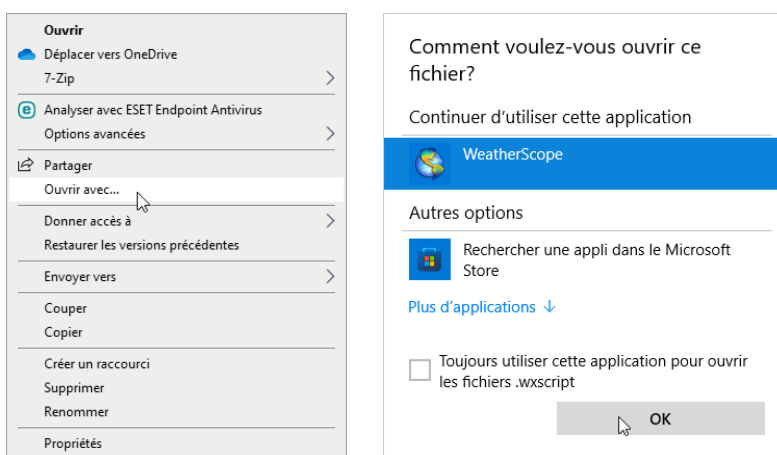 Ouvrir
Déplacer vers OneDrive
7-Zip
Analyser avec ESET Endpoint Antivirus
Options avancées
Partager
Ouvrir avec...
Donner accès à
Restaurer les versions précédentes
Envoyer vers
Couper
Copier
Créer un raccourci
Supprimer
Renommer
Propriétés
Comment voulez-vous ouvrir ce
fichier?
Continuer d'utiliser cette application
WeatherScope
Autres options
Rechercher une appli dans le Microsoft
Store
Plus d'applications
Toujours utiliser cette application pour ouvrir
les fichiers .wxscript
OK